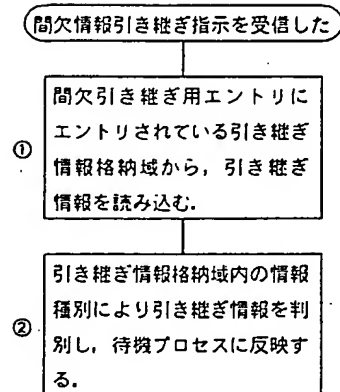 間欠情報引き継ぎ指示を受信した
①
間欠引き継ぎ用エントリに
エントリされている引き継ぎ
情報格納域から，引き継ぎ
情報を読み込む．
②
引き継ぎ情報格納域内の情報
種別により引き継ぎ情報を判
別し，待機プロセスに反映す
る．